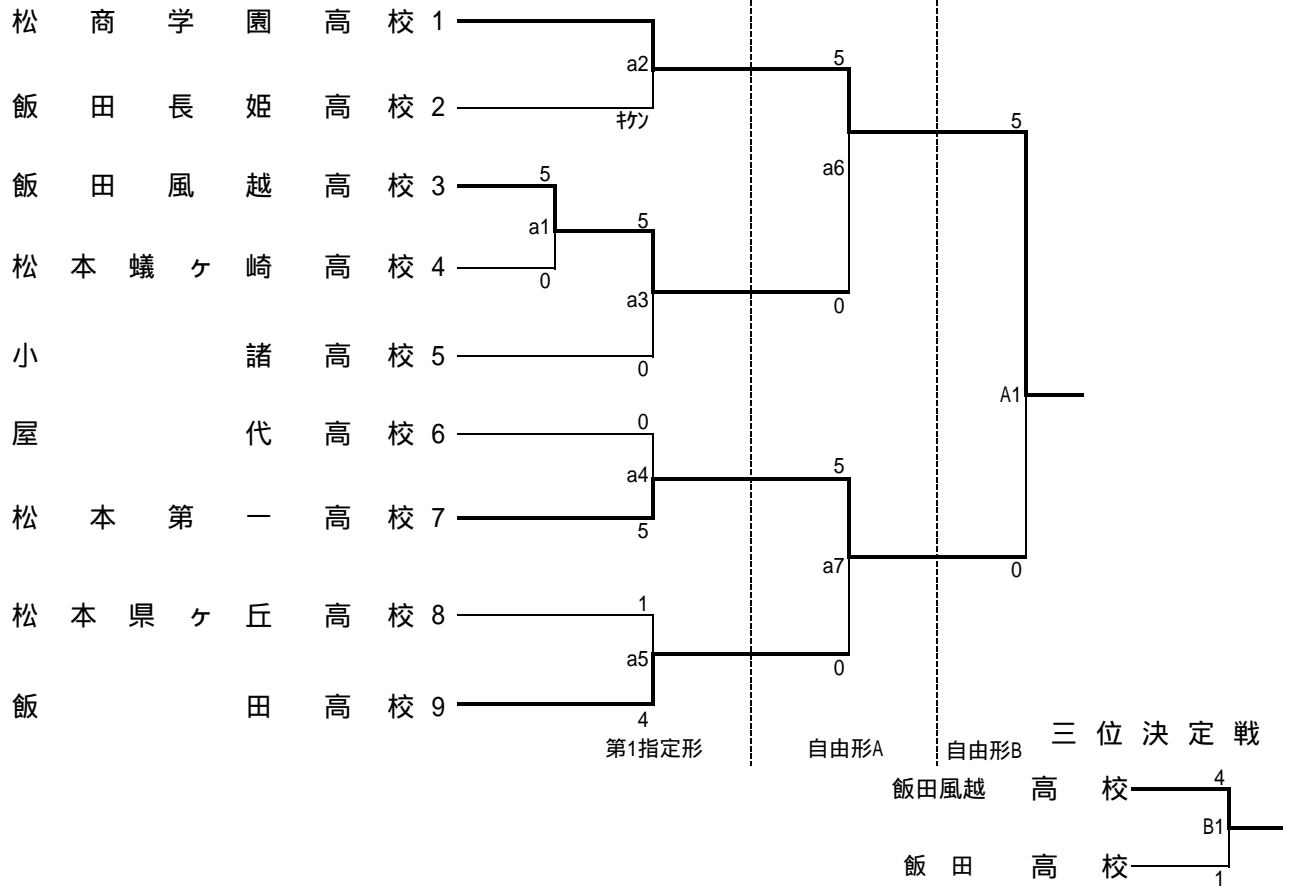 松商学園高校 1
5
a2
飯田長姫高校 2
キケン
5
a6
飯田風越高校 3
5
a1
5
松本蟻ヶ崎高校 4
0
a3
0
小諸高校 5
0
A1
屋代高校 6
0
a4
5
松本第一高校 7
5
a7
0
松本県ヶ丘高校 8
1
a5
0
飯田高校 9
4
第1指定形
自由形A
自由形B
三位決定戦
飯田風越高校
4
B1
飯田高校
1